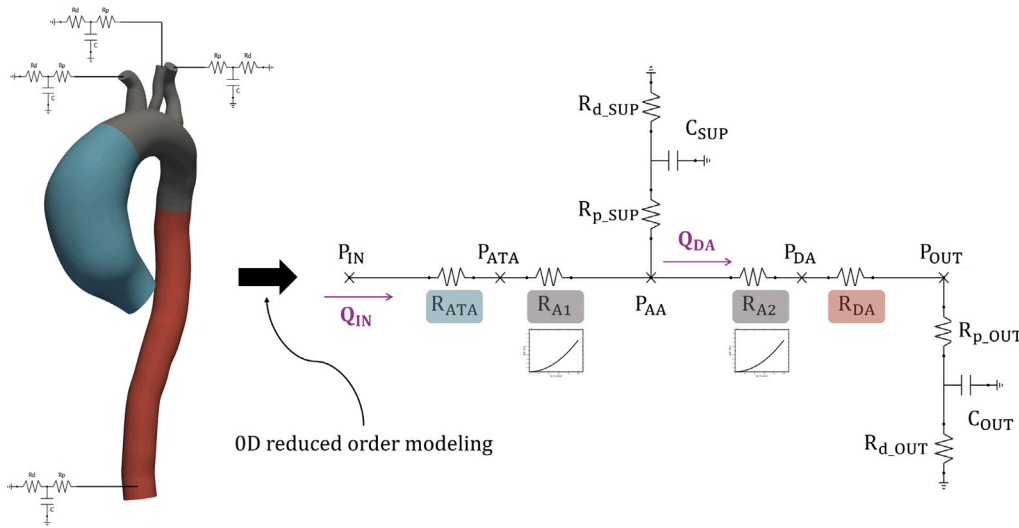 Rd Rp
C
Rd Rp
C
Rp Rd
C
Rd_SUP
CSUP
Rp_SUP
QDA
PIN PATA PDA POUT
PAA
QIN
RATA RA1 RA2 RDA
Rp_OUT
COUT
Rd_OUT
0D reduced order modeling
Rd Rp
C